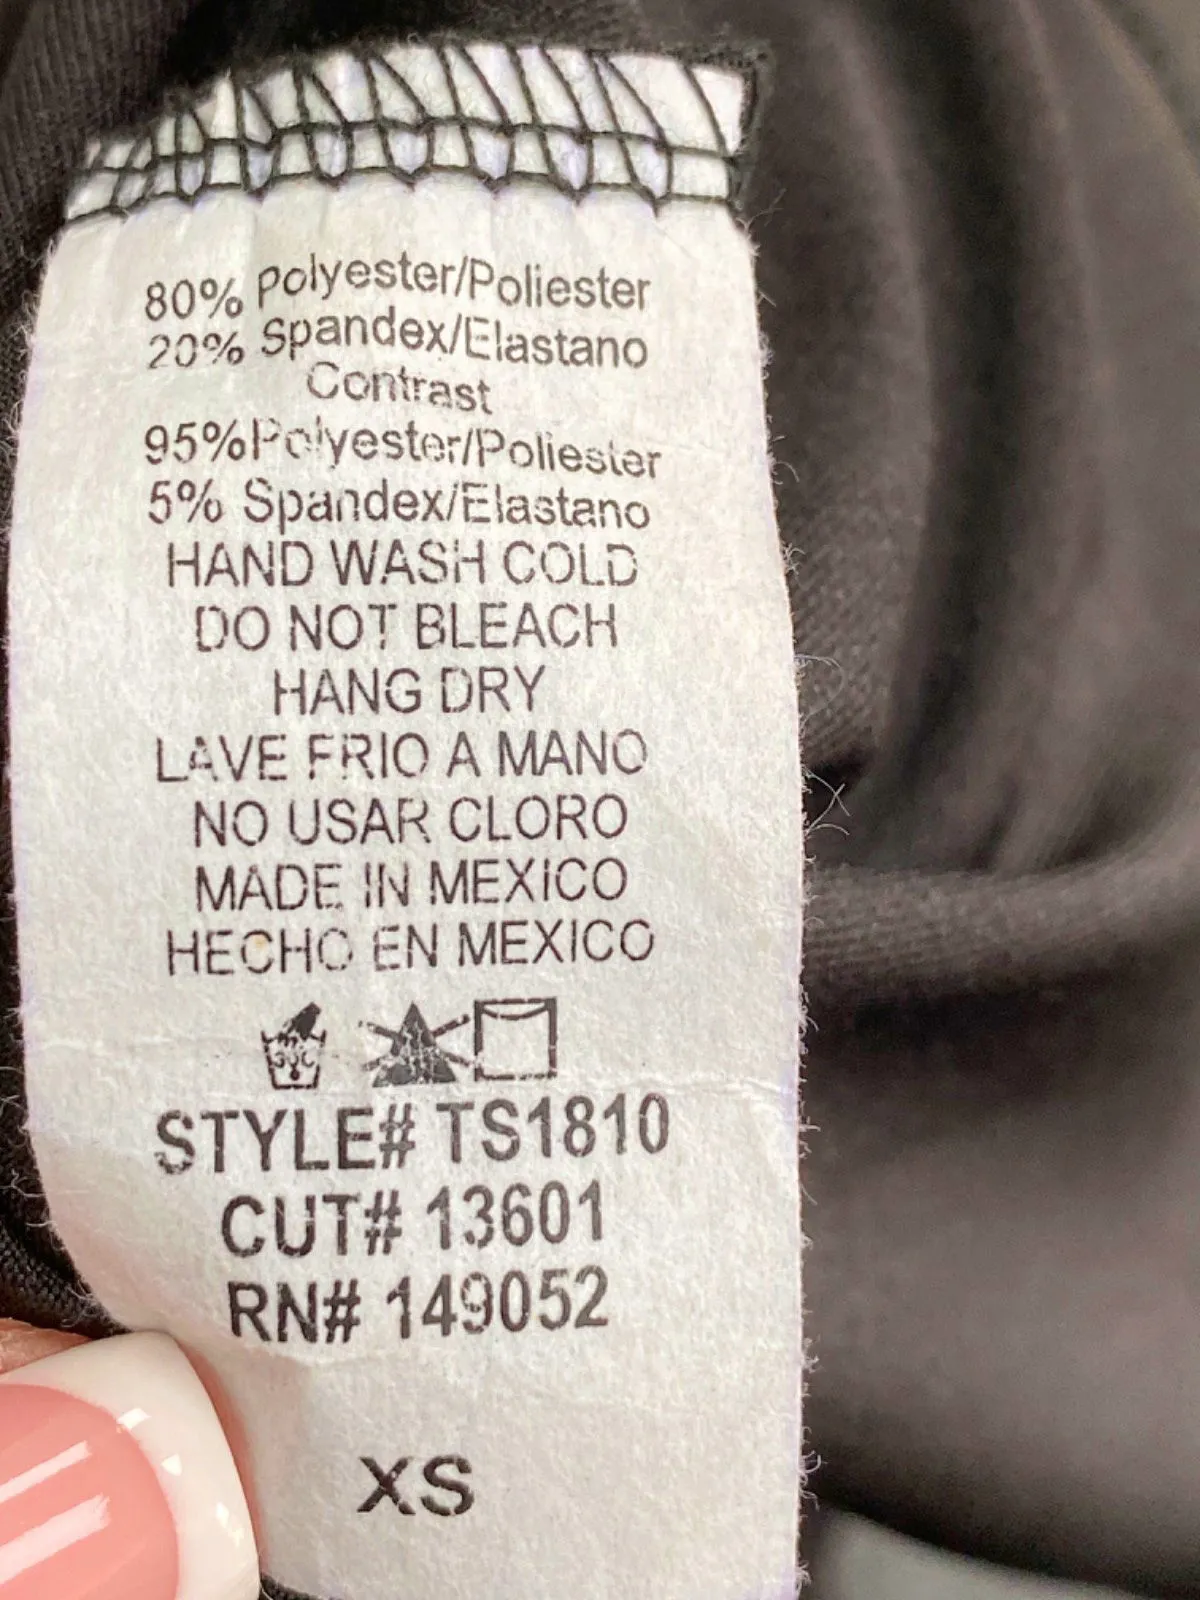 80% Polyester/Poliester
20% Spandex/Elastano
Contrast
95%Polyester/Poliester
5% Spandex/Elastano
HAND WASH COLD
DO NOT BLEACH
HANG DRY
LAVE FRIO A MANO
NO USAR CLORO
MADE IN MEXICO
HECHO EN MEXICO
STYLE# TS1810
CUT# 13601
RN# 149052
XS